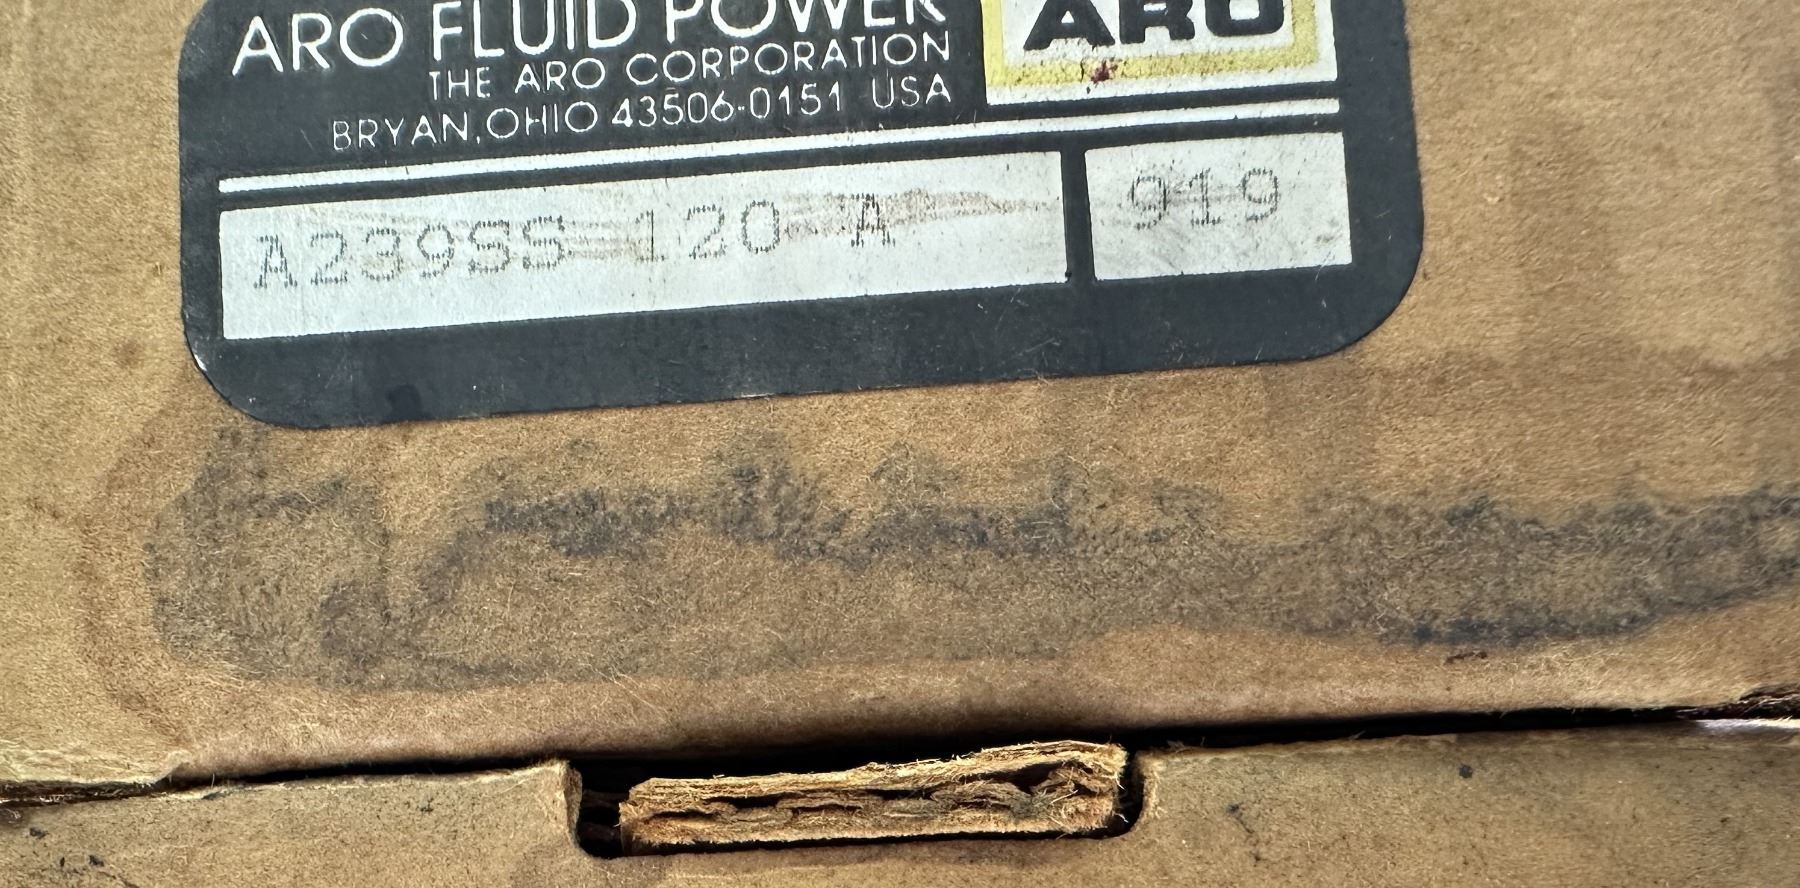 ARO FLUID POWER
ARO
THE ARO CORPORATION
BRYAN, OHIO 43506-0151 USA
A239SS 120 A
919